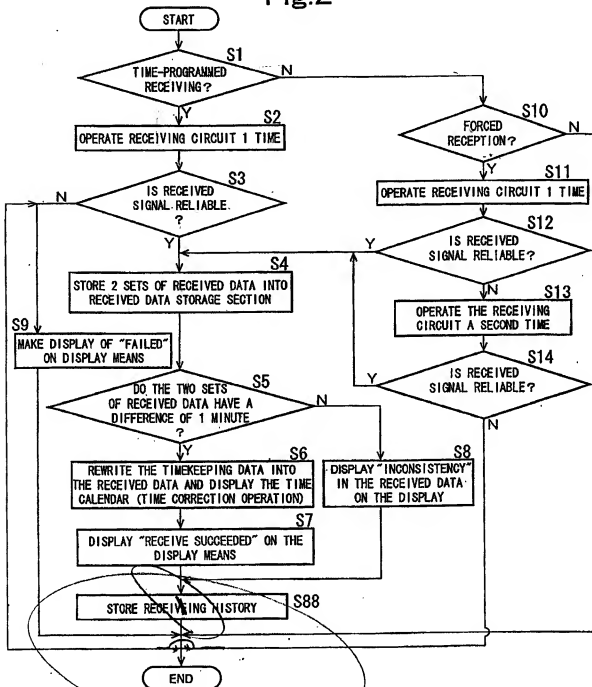 Fig.2
START
S1
TIME-PROGRAMMED
RECEIVING?
N
Y
S2
OPERATE RECEIVING CIRCUIT 1 TIME
S3
N
IS RECEIVED
SIGNAL RELIABLE
?
Y
S4
STORE 2 SETS OF RECEIVED DATA INTO
RECEIVED DATA STORAGE SECTION
S9
MAKE DISPLAY OF "FAILED"
ON DISPLAY MEANS
S5
DO THE TWO SETS
OF RECEIVED DATA HAVE A
DIFFERENCE OF 1 MINUTE
?
N
Y
S6
REWRITE THE TIMEKEEPING DATA INTO
THE RECEIVED DATA AND DISPLAY THE TIME
CALENDAR (TIME CORRECTION OPERATION)
S7
DISPLAY "RECEIVE SUCCEEDED" ON THE
DISPLAY MEANS
S8
DISPLAY "INCONSISTENCY"
IN THE RECEIVED DATA
ON THE DISPLAY
STORE RECEIVING HISTORY
S88
END
S10
FORCED
RECEPTION?
N
Y
S11
OPERATE RECEIVING CIRCUIT 1 TIME
S12
Y
IS RECEIVED
SIGNAL RELIABLE?
N
S13
OPERATE THE RECEIVING
CIRCUIT A SECOND TIME
S14
Y
IS RECEIVED
SIGNAL RELIABLE?
N